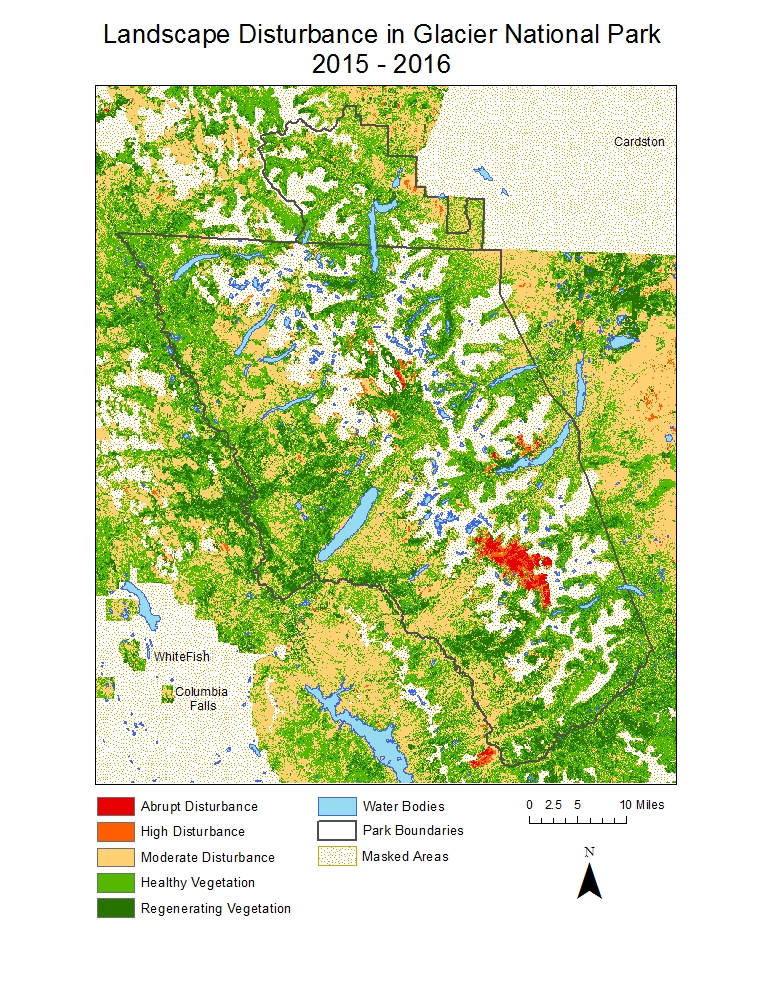 Landscape Disturbance in Glacier National Park
2015 - 2016
Cardston
WhiteFish
Columbia
Falls
Abrupt Disturbance
High Disturbance
Moderate Disturbance
Healthy Vegetation
Regenerating Vegetation
Water Bodies
Park Boundaries
Masked Areas
0 2.5 5 10 Miles
N